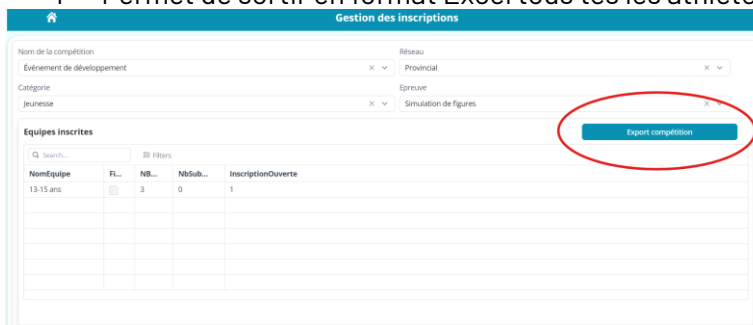 Permet de sortir en format Excel tous les les athlète
Gestion des inscriptions
Nom de la compétition
Réseau
Événement de développement
Provincial
Catégorie
Epreuve
Jeunesse
Simulation de figures
Equipes inscrites
Export compétition
Search...
Filters
NomEquipe Fi... NB... NbSub... InscriptionOuverte
13-15 ans 3 0 1